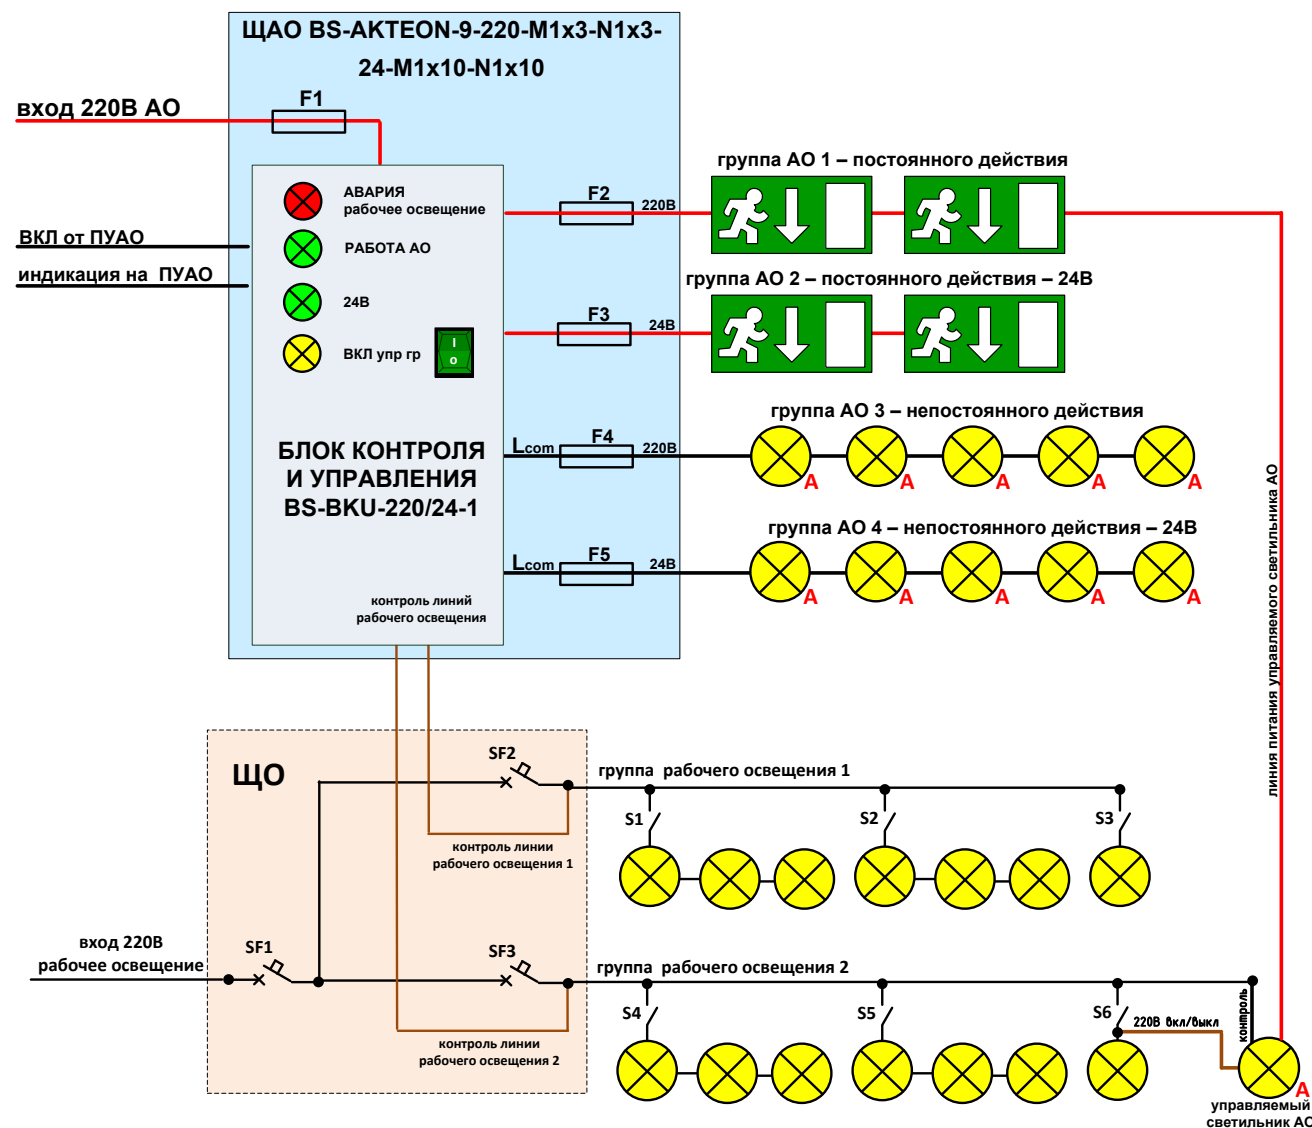 ЩАО BS-AKTEON-9-220-M1x3-N1x3-
24-M1x10-N1x10
вход 220В АО
F1
АВАРИЯ
рабочее освещение
РАБОТА АО
24В
ВКЛ упр гр
I
o
ВКЛ от ПУАО
индикация на ПУАО
БЛОК КОНТРОЛЯ
И УПРАВЛЕНИЯ
BS-BKU-220/24-1
контроль линий
рабочего освещения
F2
220В
группа АО 1 – постоянного действия
F3
24В
группа АО 2 – постоянного действия – 24В
Lcom
F4
220В
группа АО 3 – непостоянного действия
A
A
A
A
A
Lcom
F5
24В
группа АО 4 – непостоянного действия – 24В
A
A
A
A
A
линия питания управляемого светильника АО
ЩО
SF2
группа рабочего освещения 1
S1
S2
S3
контроль линии
рабочего освещения 1
вход 220В
рабочее освещение
SF1
SF3
группа рабочего освещения 2
S4
S5
S6
220В вкл/выкл
контроль
контроль линии
рабочего освещения 2
A
управляемый
светильник АО